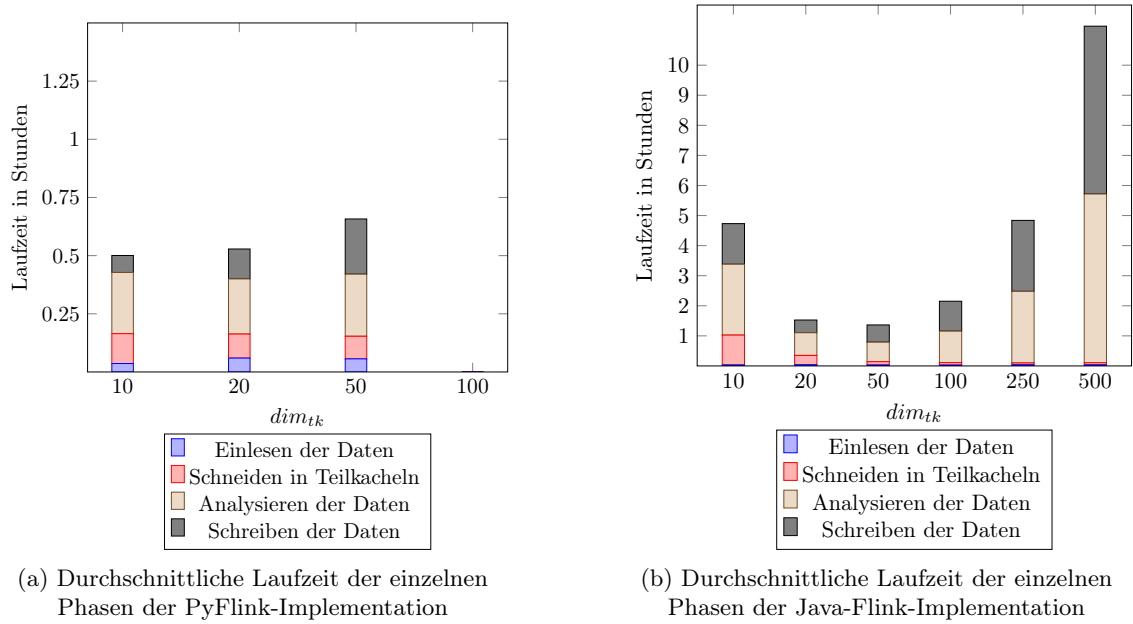 Laufzeit in Stunden
1.25
1
0.75
0.5
0.25
10 20 50 100
dim_tk
Einlesen der Daten
Schneiden in Teilkacheln
Analysieren der Daten
Schreiben der Daten
(a) Durchschnittliche Laufzeit der einzelnen
Phasen der PyFlink-Implementation
Laufzeit in Stunden
10
9
8
7
6
5
4
3
2
1
10 20 50 100 250 500
dim_tk
Einlesen der Daten
Schneiden in Teilkacheln
Analysieren der Daten
Schreiben der Daten
(b) Durchschnittliche Laufzeit der einzelnen
Phasen der Java-Flink-Implementation